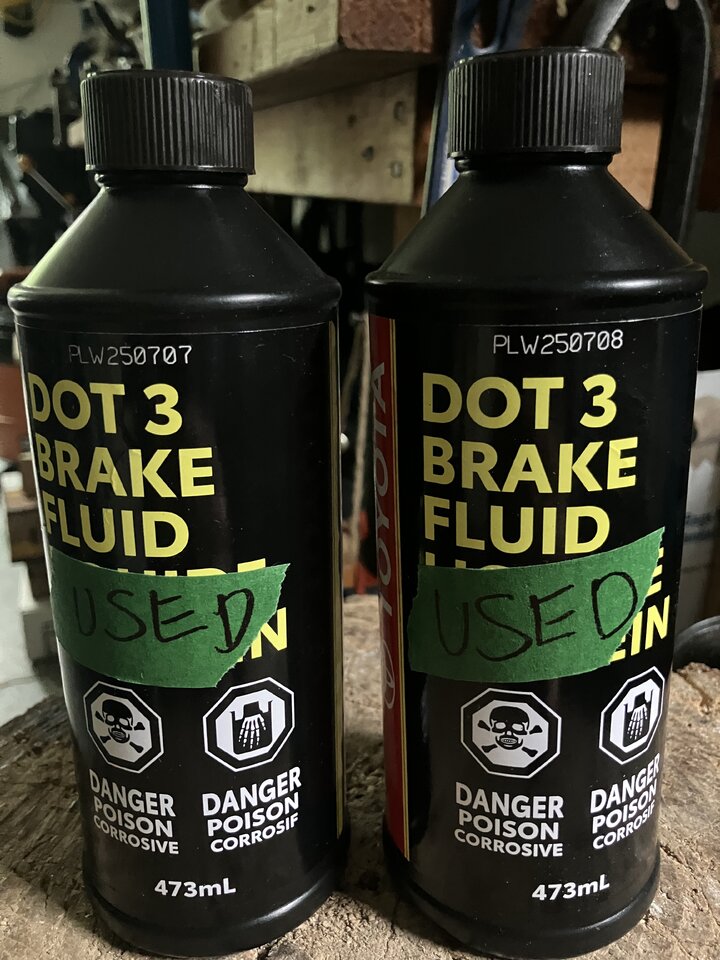 PLW250707
DOT 3
BRAKE
FLUID
USED
DANGER
POISON
CORROSIVE
DANGER
POISON
CORROSIF
473mL
TOYOTA
PLW250708
DOT 3
BRAKE
FLUID
USED
DANGER
POISON
CORROSIVE
DANGER
POISON
CORROSIF
473mL